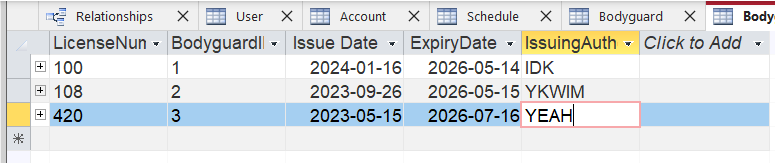 Relationships User Account Schedule Bodyguard Body
LicenseNun BodyguardI Issue Date ExpiryDate IssuingAuth Click to Add
100 1 2024-01-16 2026-05-14 IDK
108 2 2023-09-26 2026-05-15 YKWIM
420 3 2023-05-15 2026-07-16 YEAH